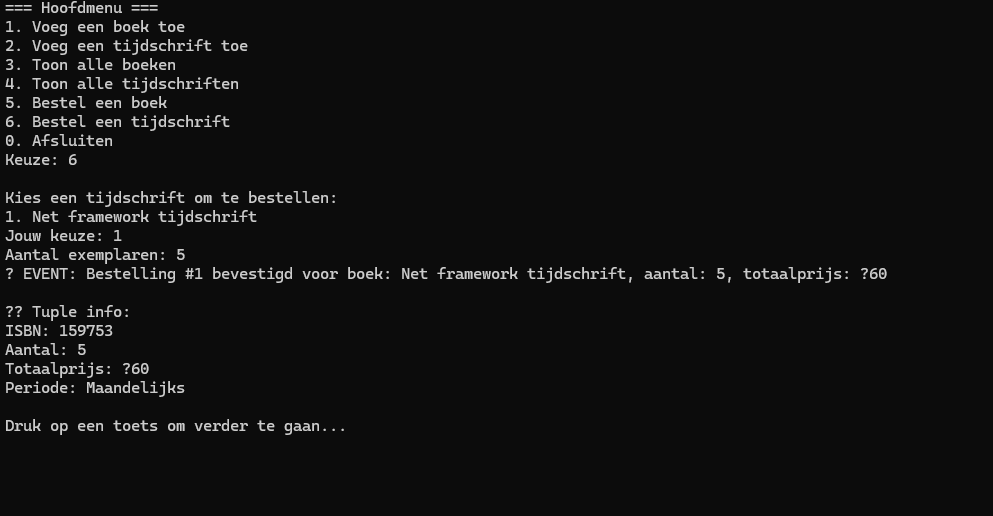 === Hoofdmenu ===
1. Voeg een boek toe
2. Voeg een tijdschrift toe
3. Toon alle boeken
4. Toon alle tijdschriften
5. Bestel een boek
6. Bestel een tijdschrift
0. Afsluiten
Keuze: 6
Kies een tijdschrift om te bestellen:
1. Net framework tijdschrift
Jouw keuze: 1
Aantal exemplaren: 5
? EVENT: Bestelling #1 bevestigd voor boek: Net framework tijdschrift, aantal: 5, totaalprijs: ?60
?? Tuple info:
ISBN: 159753
Aantal: 5
Totaalprijs: ?60
Periode: Maandelijks
Druk op een toets om verder te gaan...